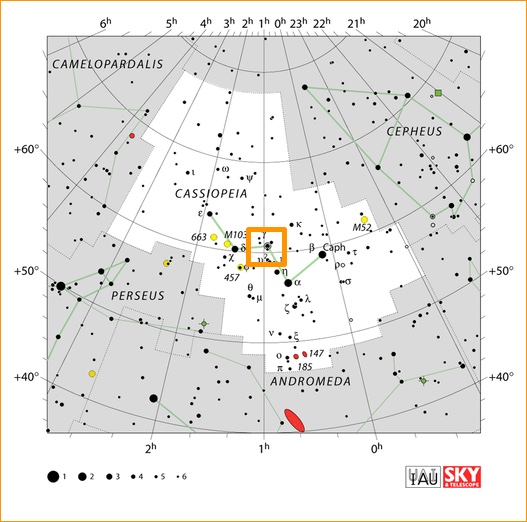 6h 5h 4h 3h 2h 1h 0h 23h 22h 21h 20h
CAMELOPARDALIS
CEPHEUS
+60° +60°
ι ω ψ
CASSIOPEIA
ε κ M52
663 M103 δ γ β Caph
χ τ
457 φ υ² η ρ
+50° α σ +50°
θ μ λ
PERSEUS ζ
ν ξ
ο 147
π 185
+40° +40°
ANDROMEDA
2h 1h 0h
1 2 3 4 5 6
IAU SKY
& TELESCOPE